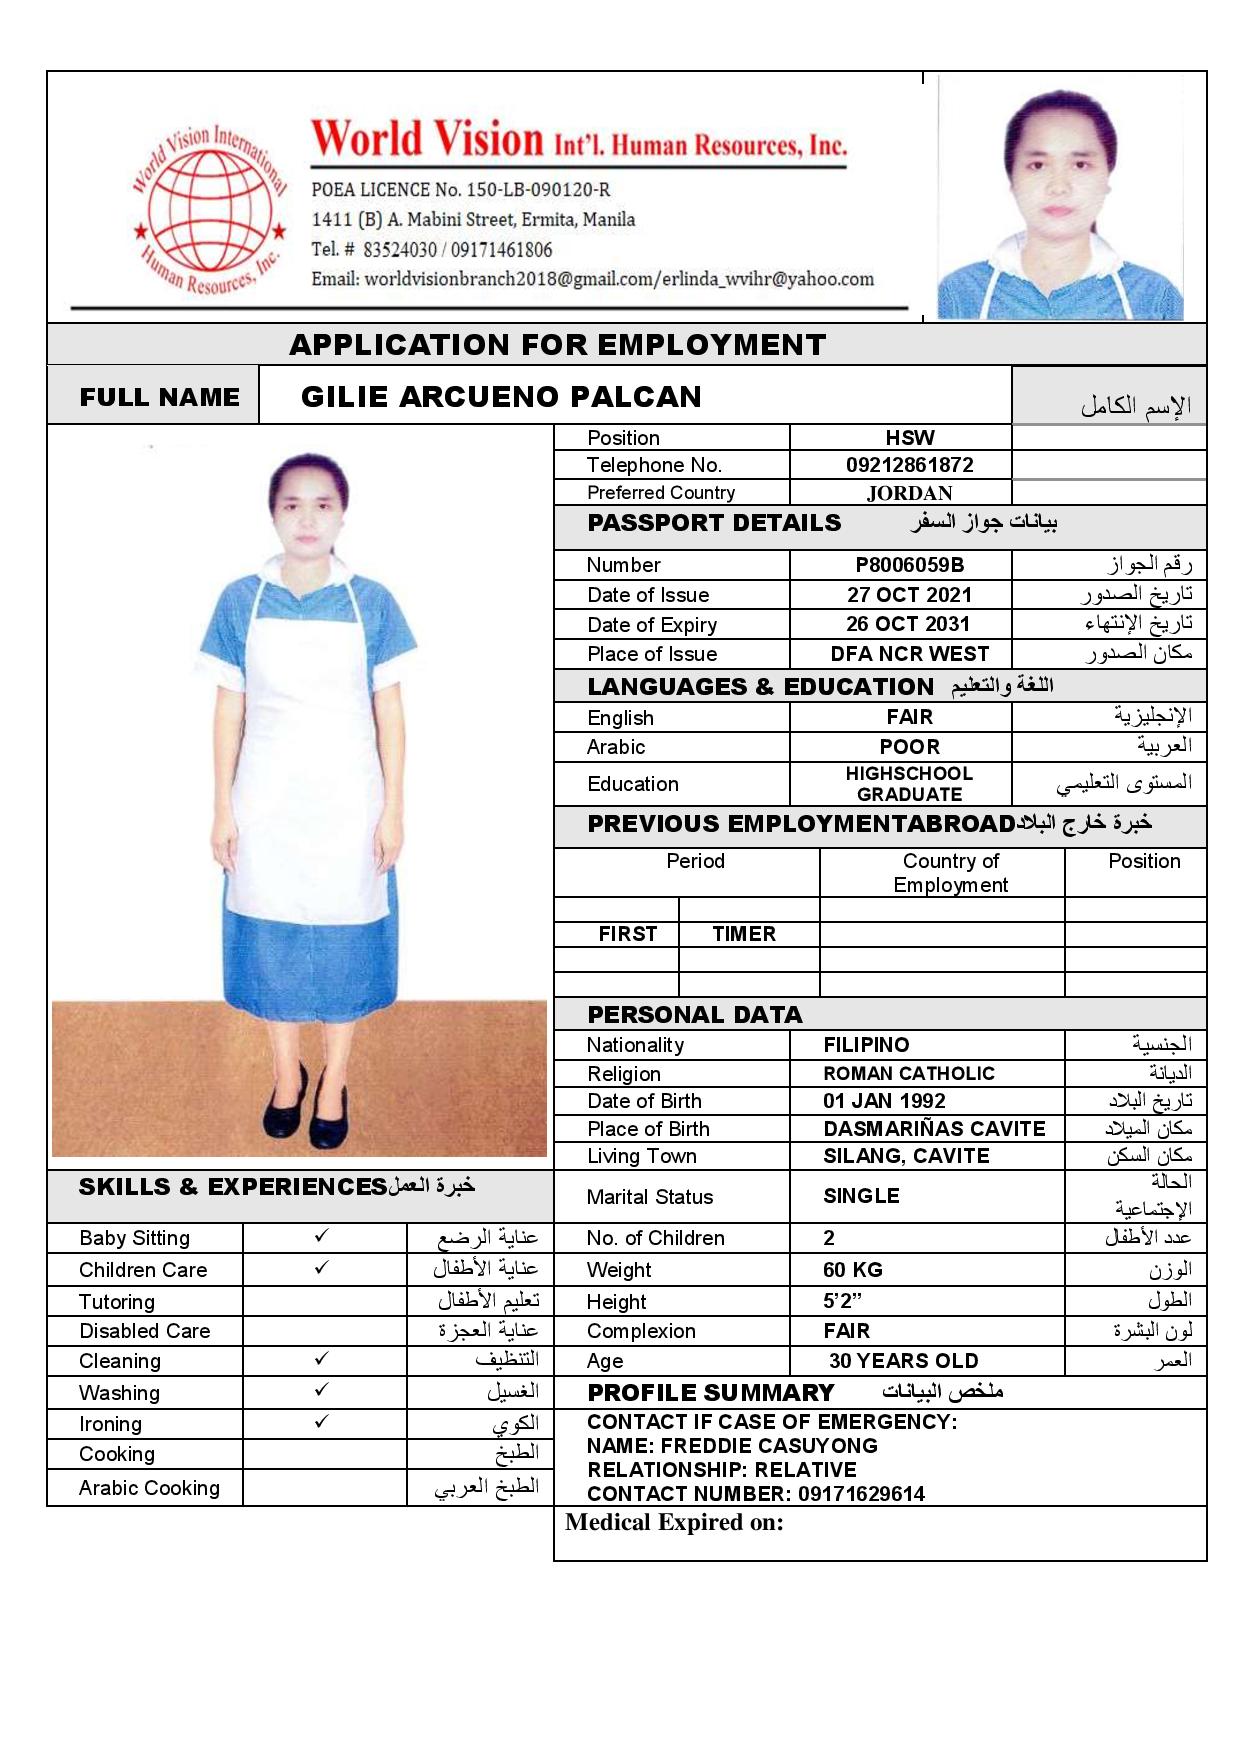 World Vision International
Human Resources, Inc.
World Vision Int'l. Human Resources, Inc.
POEA LICENCE No. 150-LB-090120-R
1411 (B) A. Mabini Street, Ermita, Manila
Tel. # 83524030 / 09171461806
Email: worldvisionbranch2018@gmail.com/erlinda_wvihr@yahoo.com
APPLICATION FOR EMPLOYMENT
FULL NAME GILIE ARCUENO PALCAN الإسم الكامل
Position HSW
Telephone No. 09212861872
Preferred Country JORDAN
PASSPORT DETAILS بيانات جواز السفر
Number P8006059B رقم الجواز
Date of Issue 27 OCT 2021 تاريخ الصدور
Date of Expiry 26 OCT 2031 تاريخ الإنتهاء
Place of Issue DFA NCR WEST مكان الصدور
LANGUAGES & EDUCATION اللغة والتعليم
English FAIR الإنجليزية
Arabic POOR العربية
Education HIGHSCHOOL GRADUATE المستوى التعليمي
PREVIOUS EMPLOYMENTABROAD خبرة خارج البلاد
Period Country of Employment Position
FIRST TIMER
PERSONAL DATA
Nationality FILIPINO الجنسية
Religion ROMAN CATHOLIC الديانة
Date of Birth 01 JAN 1992 تاريخ البلاد
Place of Birth DASMARIÑAS CAVITE مكان الميلاد
Living Town SILANG, CAVITE مكان السكن
Marital Status SINGLE الحالة الإجتماعية
No. of Children 2 عدد الأطفال
Weight 60 KG الوزن
Height 5’2” الطول
Complexion FAIR لون البشرة
Age 30 YEARS OLD العمر
SKILLS & EXPERIENCES خبرة العمل
Baby Sitting ✓ عناية الرضع
Children Care ✓ عناية الأطفال
Tutoring تعليم الأطفال
Disabled Care عناية العجزة
Cleaning ✓ التنظيف
Washing ✓ الغسيل
Ironing ✓ الكوي
Cooking الطبخ
Arabic Cooking الطبخ العربي
PROFILE SUMMARY ملخص البيانات
CONTACT IF CASE OF EMERGENCY:
NAME: FREDDIE CASUYONG
RELATIONSHIP: RELATIVE
CONTACT NUMBER: 09171629614
Medical Expired on: